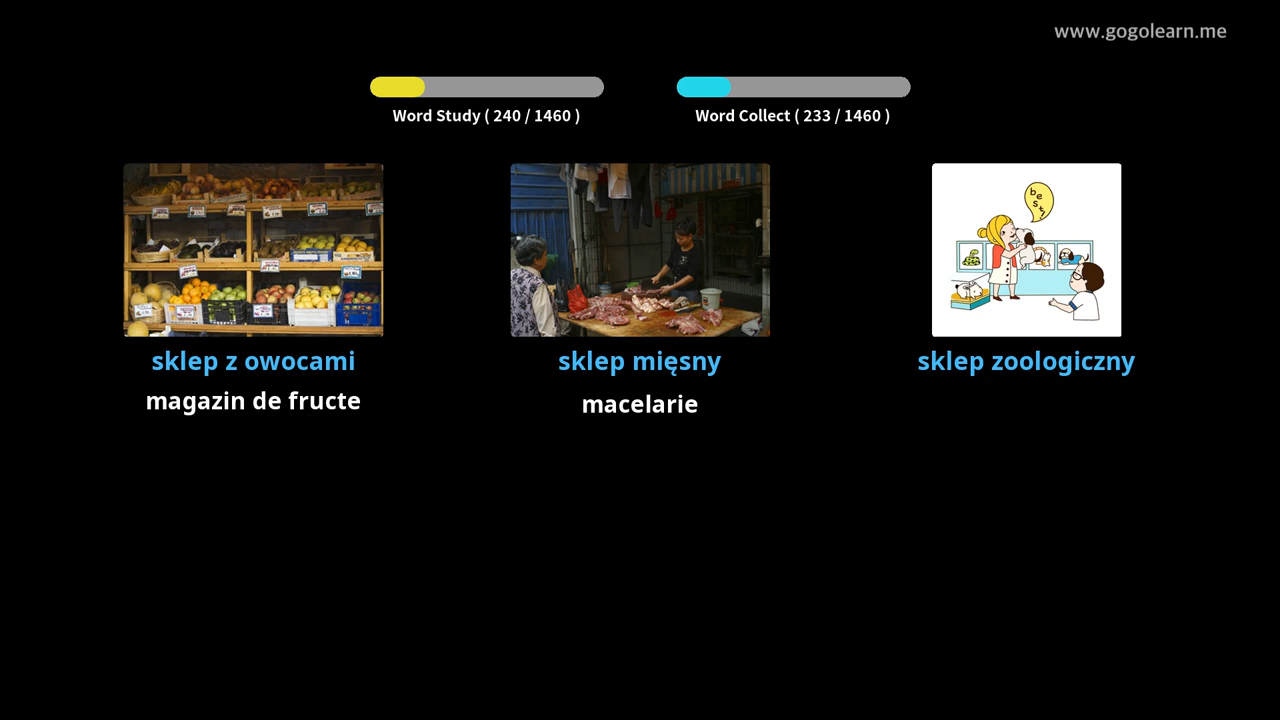 www.gogolearn.me
Word Study ( 240 / 1460 )
Word Collect ( 233 / 1460 )
best
sklep z owocami
sklep mięsny
sklep zoologiczny
magazin de fructe
macelarie